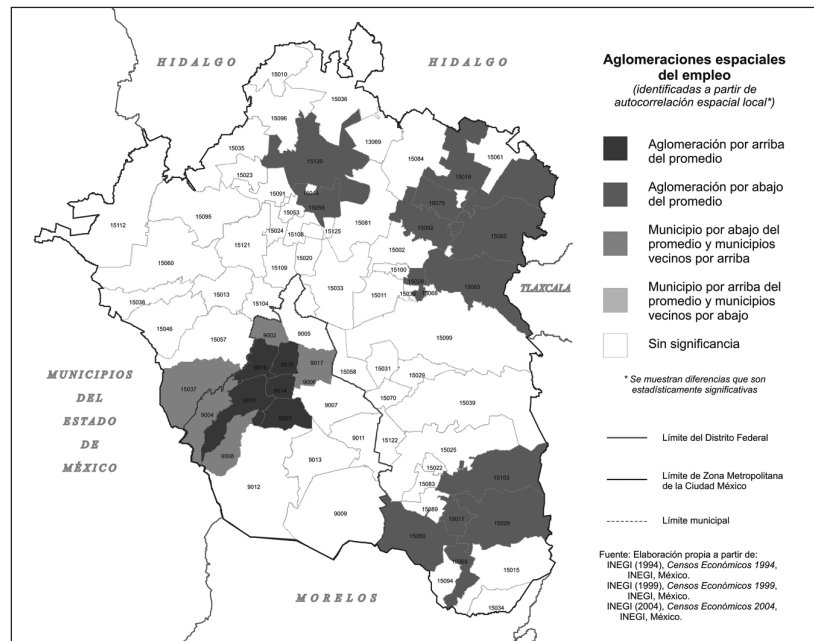 HIDALGO
HIDALGO
15010
15036
15096
13069
15035
15120
15084
15061
15023
15016
15091
15059
15075
15112
15095
15053
15024
15108
15125
15081
15092
15065
15121
15020
15002
15060
15109
15100
15033
15011
15069
15093
TLAXCALA
15038
15013
15104
15046
15057
9002
9005
15099
9016
9015
9017
15058
15031
15029
15037
9006
9014
9010
15070
15039
9004
9003
9007
MUNICIPIOS
DEL
ESTADO
DE
MÉXICO
9011
15122
15025
9008
9013
15022
15103
9012
15083
9009
15089
15017
15009
15050
15015
15094
15034
MORELOS
Aglomeraciones espaciales
del empleo
(identificadas a partir de
autocorrelación espacial local*)
Aglomeración por arriba
del promedio
Aglomeración por abajo
del promedio
Municipio por abajo del
promedio y municipios
vecinos por arriba
Municipio por arriba del
promedio y municipios
vecinos por abajo
Sin significancia
* Se muestran diferencias que son
estadísticamente significativas
Límite del Distrito Federal
Límite de Zona Metropolitana
de la Ciudad México
Límite municipal
Fuente: Elaboración propia a partir de:
INEGI (1994), Censos Económicos 1994,
INEGI, México.
INEGI (1999), Censos Económicos 1999,
INEGI, México.
INEGI (2004), Censos Económicos 2004,
INEGI, México.